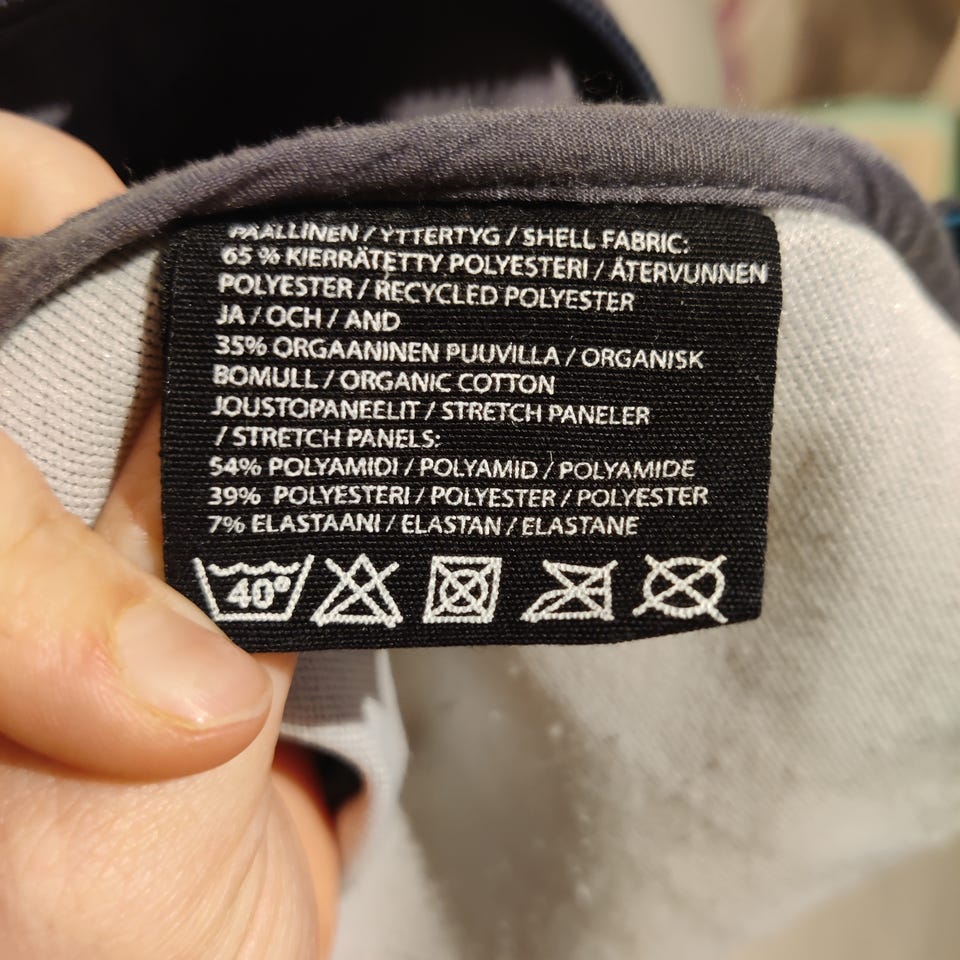 PÄÄLLINEN / YTTERTYG / SHELL FABRIC:
65 % KIERRÄTETTY POLYESTERI / ÅTERVUNNEN
POLYESTER / RECYCLED POLYESTER
JA / OCH / AND
35% ORGAANINEN PUUVILLA / ORGANISK
BOMULL / ORGANIC COTTON
JOUSTOPANEELIT / STRETCH PANELER
/ STRETCH PANELS:
54% POLYAMIDI / POLYAMID / POLYAMIDE
39% POLYESTERI / POLYESTER / POLYESTER
7% ELASTAANI / ELASTAN / ELASTANE
40°